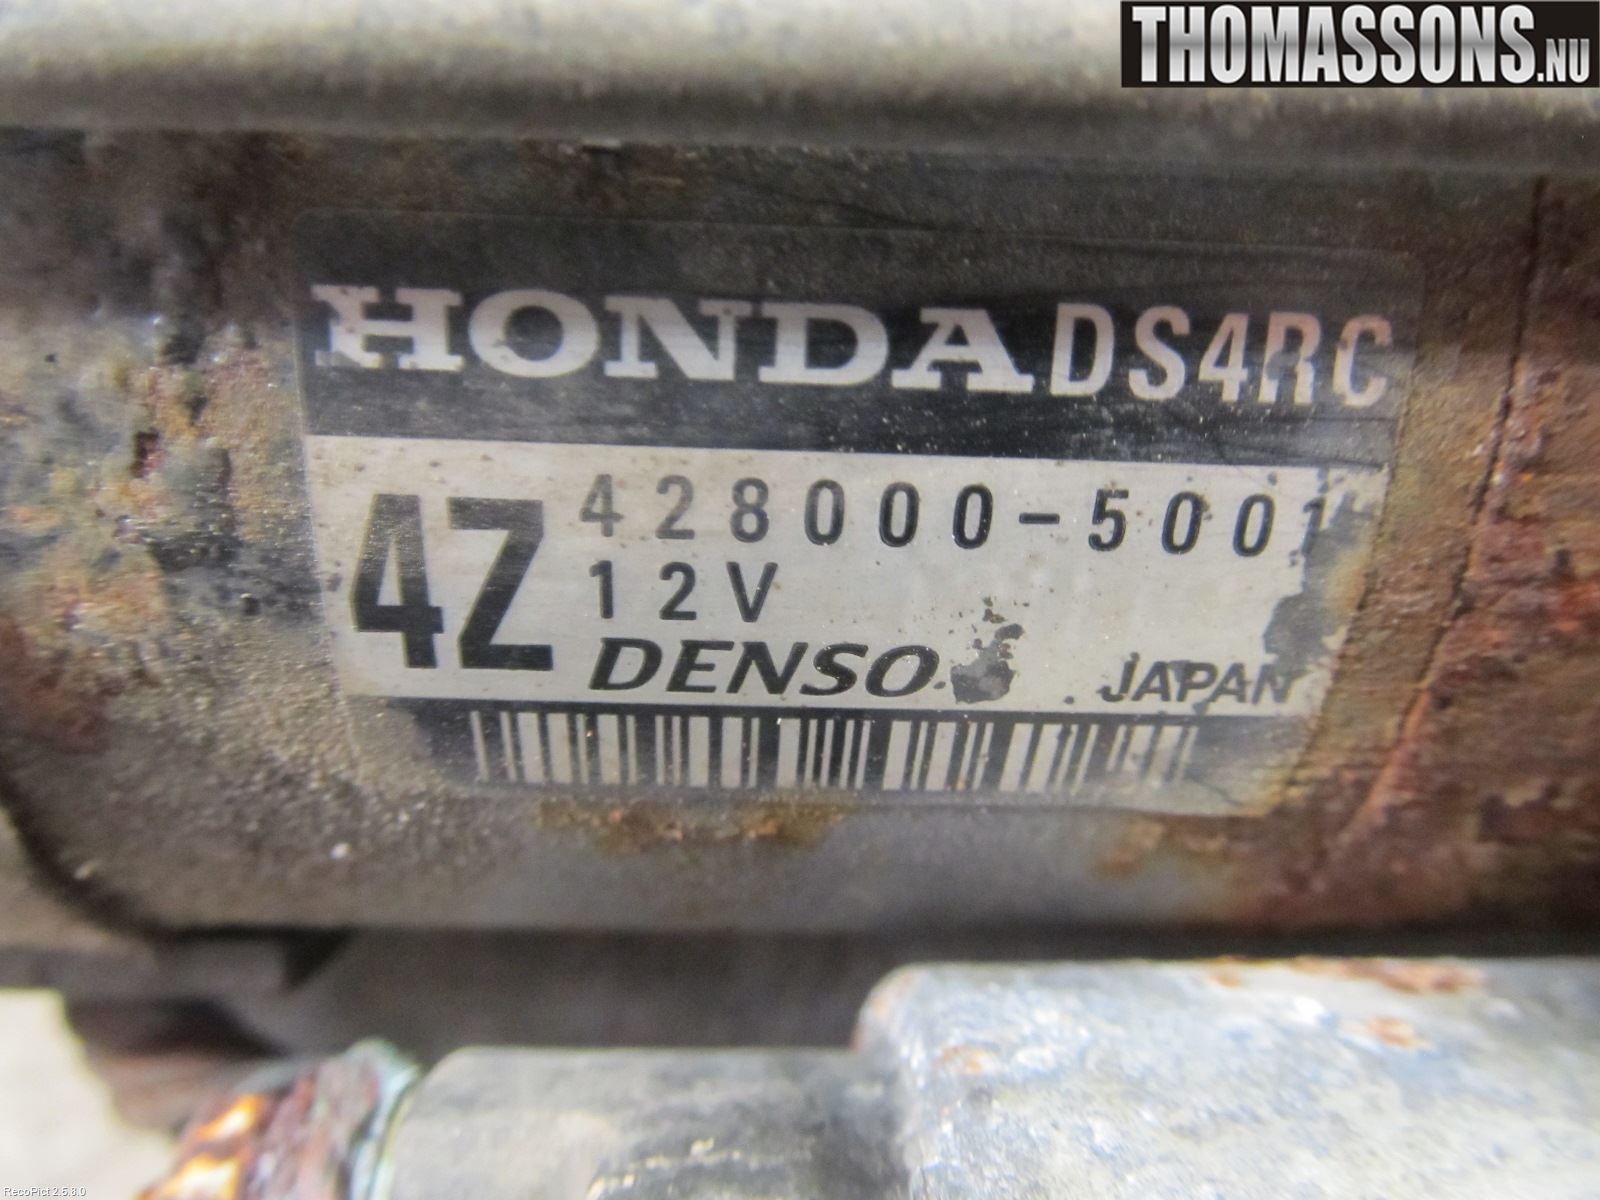 THOMASSONS.NU
HONDA DS4RC
4Z
428000-5001
12V
DENSO
JAPAN
RecoPict 2.5.8.0